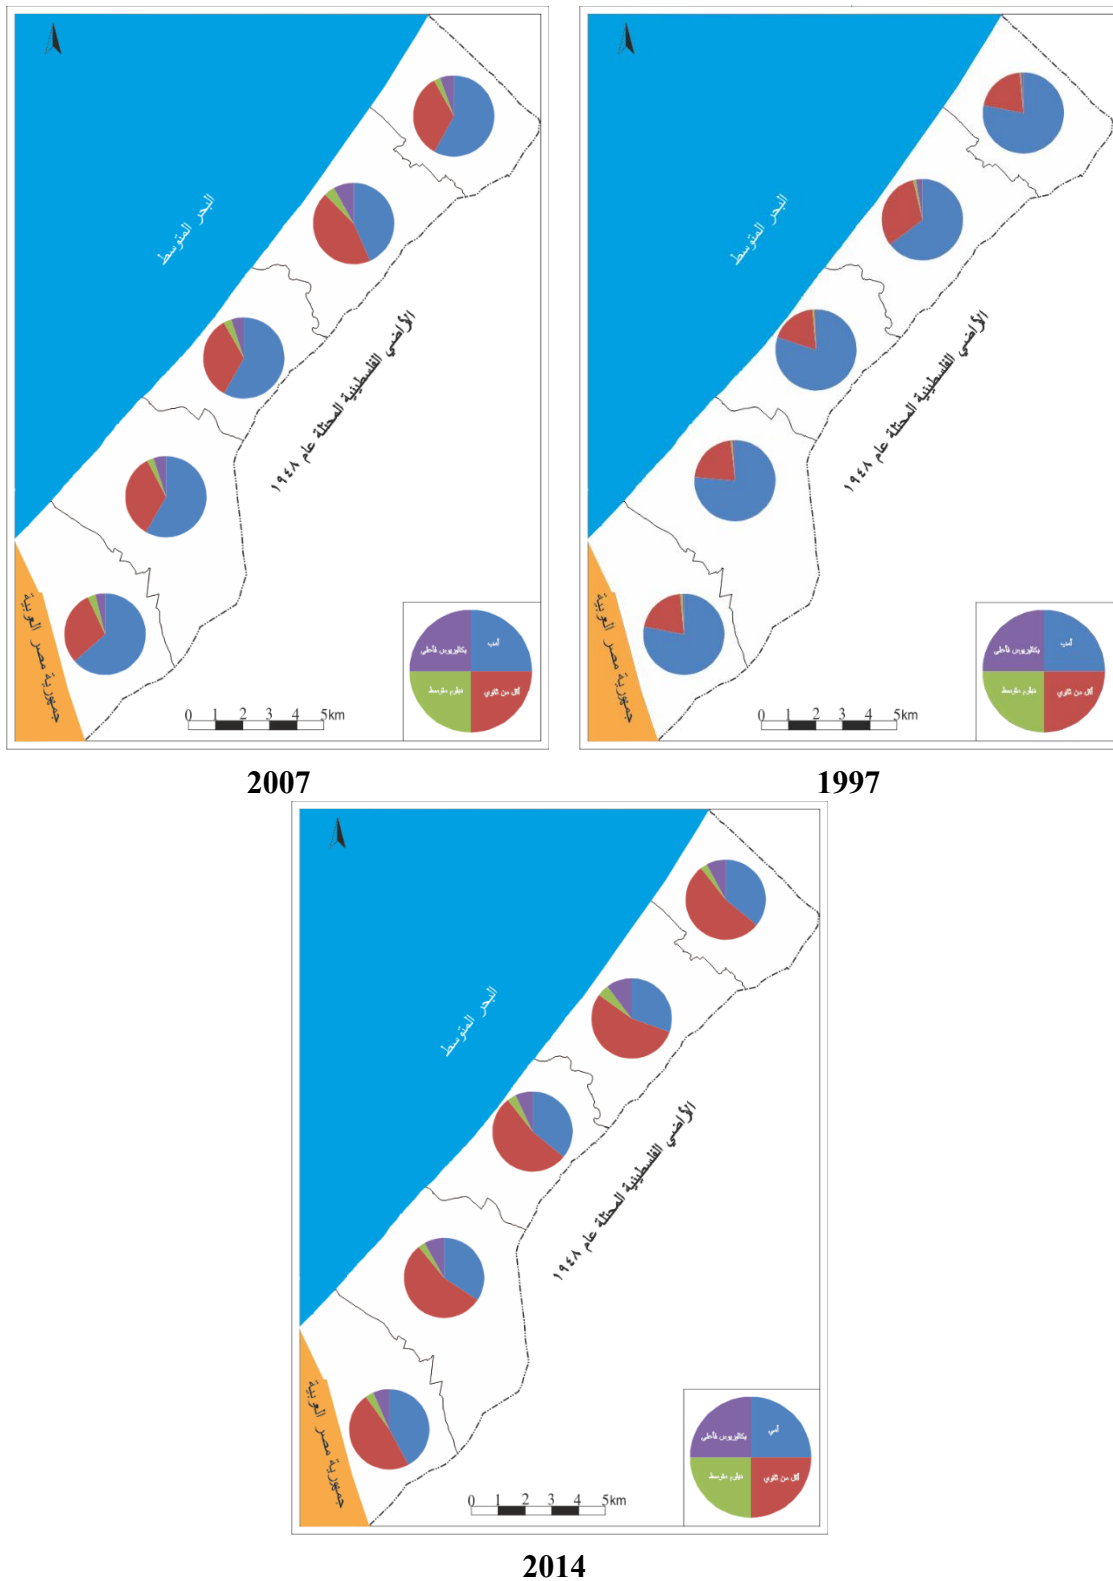 البحر المتوسط
الأراضي الفلسطينية المحتلة عام ١٩٤٨
جمهورية مصر العربية
بكالوريوس فأعلى
أمي
دبلوم متوسط
أقل من ثانوي
0 1 2 3 4 5km
2007
البحر المتوسط
الأراضي الفلسطينية المحتلة عام ١٩٤٨
جمهورية مصر العربية
بكالوريوس فأعلى
أمي
دبلوم متوسط
أقل من ثانوي
0 1 2 3 4 5km
1997
البحر المتوسط
الأراضي الفلسطينية المحتلة عام ١٩٤٨
جمهورية مصر العربية
بكالوريوس فأعلى
أمي
دبلوم متوسط
أقل من ثانوي
0 1 2 3 4 5km
2014